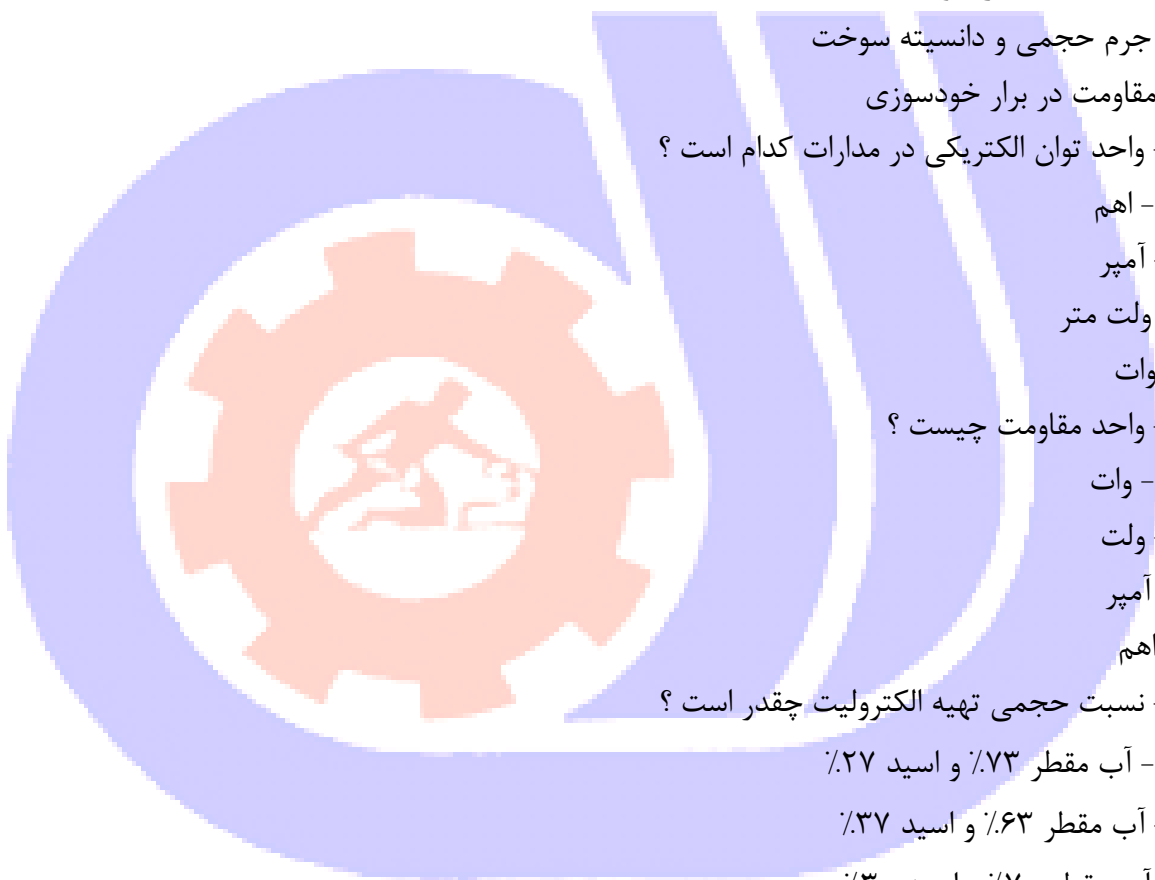 جرم حجمی و دانسیته سوخت
مقاومت در برار خودسوزی
- واحد توان الکتریکی در مدارات کدام است ؟
- اهم
- آمپر
ولت متر
وات
- واحد مقاومت چیست ؟
- وات
- ولت
آمپر
اهم
- نسبت حجمی تهیه الکترولیت چقدر است ؟
- آب مقطر ۷۳٪ و اسید ۲۷٪
- آب مقطر ۶۳٪ و اسید ۳۷٪